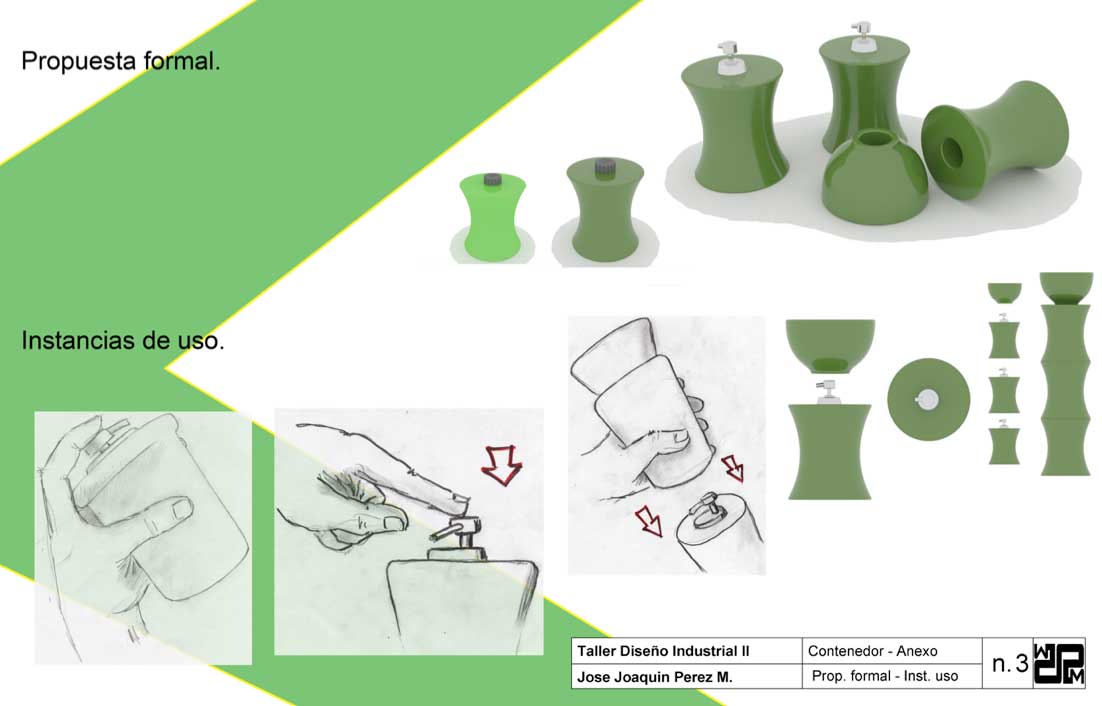 Propuesta formal.
Instancias de uso.
Taller Diseño Industrial II
Contenedor - Anexo
Jose Joaquin Perez M.
Prop. formal - Inst. uso
n. 3